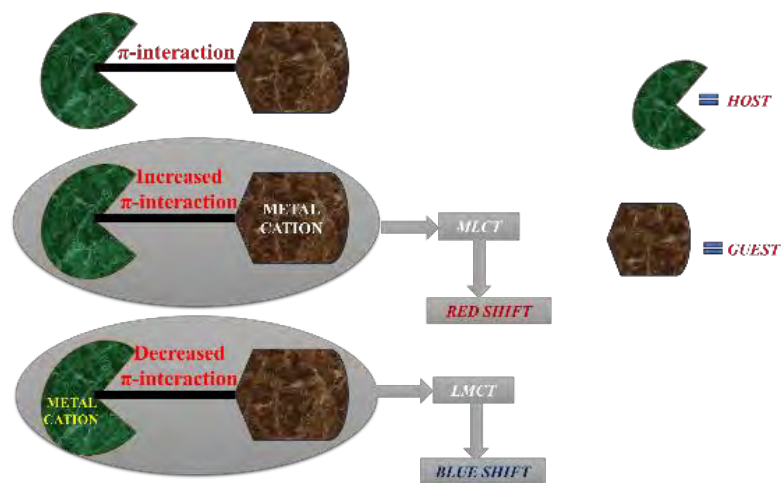 π-interaction
= HOST
Increased
π-interaction
METAL
CATION
MLCT
RED SHIFT
= GUEST
Decreased
π-interaction
METAL
CATION
LMCT
BLUE SHIFT